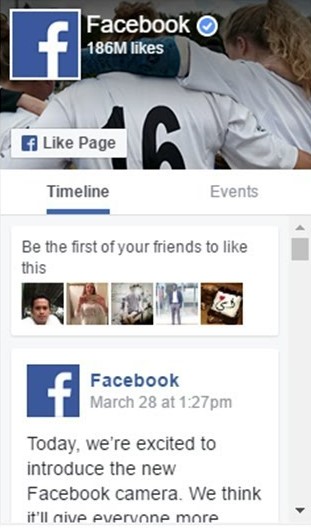 Facebook
186M likes
16
Like Page
Timeline Events
Be the first of your friends to like
this
Facebook
March 28 at 1:27pm
Today, we're excited to
introduce the new
Facebook camera. We think
it'll give everyone more